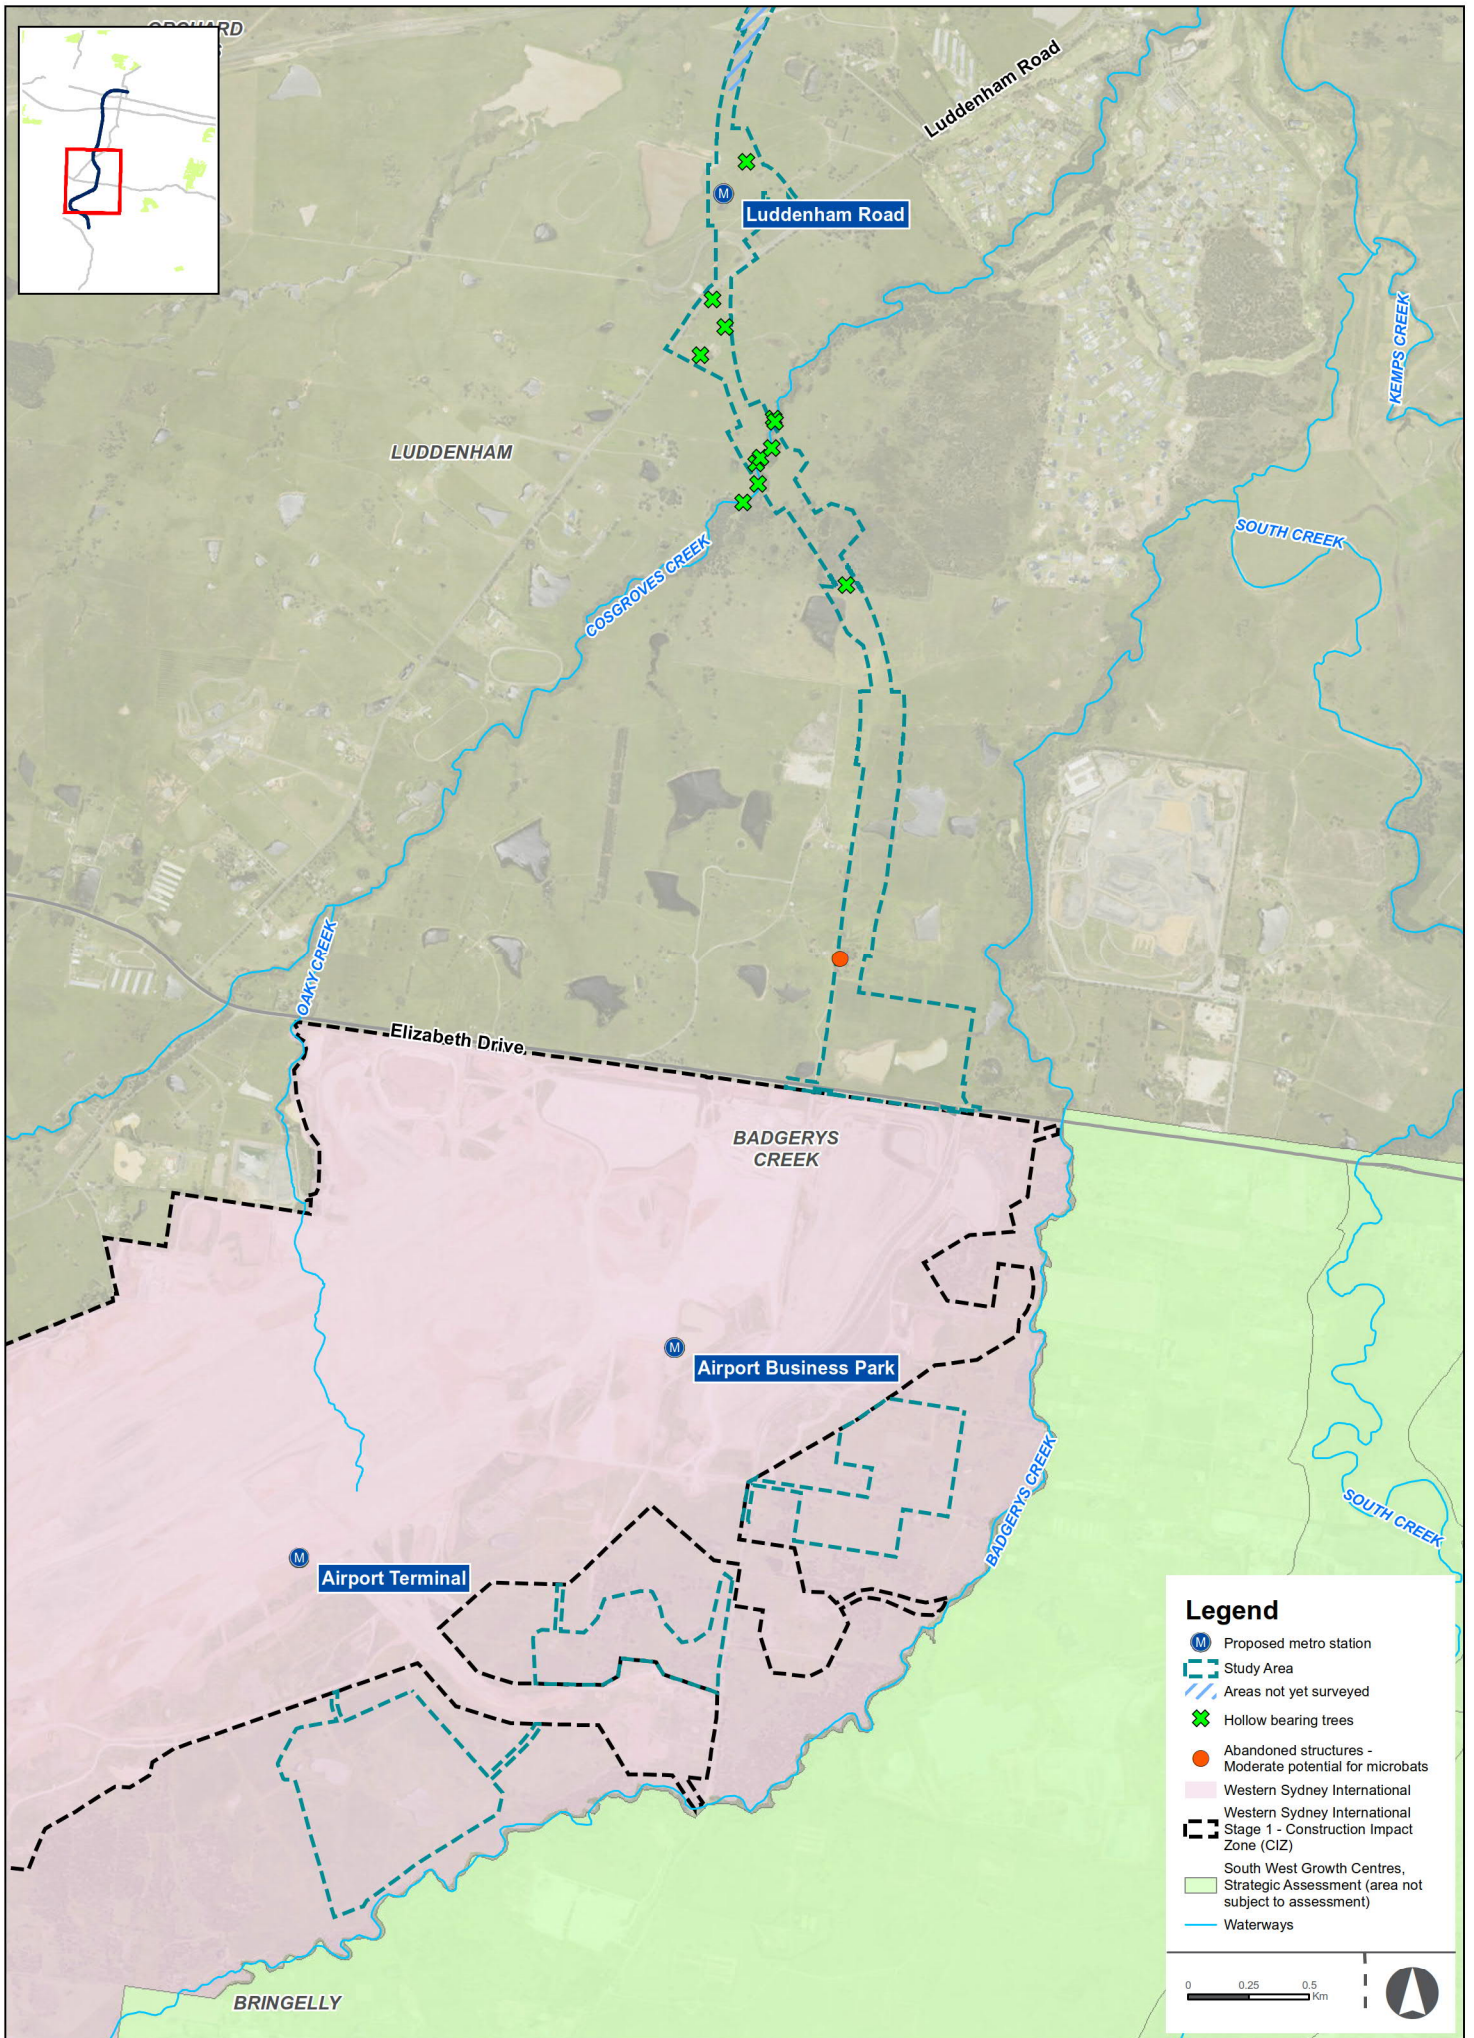 ORCHARD
Luddenham Road
M
Luddenham Road
KEMPS CREEK
LUDDENHAM
SOUTH CREEK
COSGROVES CREEK
OAKY CREEK
Elizabeth Drive
BADGERYS
CREEK
M
Airport Business Park
BADGERYS CREEK
SOUTH CREEK
M
Airport Terminal
BRINGELLY
Legend
M Proposed metro station
Study Area
Areas not yet surveyed
Hollow bearing trees
Abandoned structures -
Moderate potential for microbats
Western Sydney International
Western Sydney International
Stage 1 - Construction Impact
Zone (CIZ)
South West Growth Centres,
Strategic Assessment (area not
subject to assessment)
Waterways
0 0.25 0.5
Km